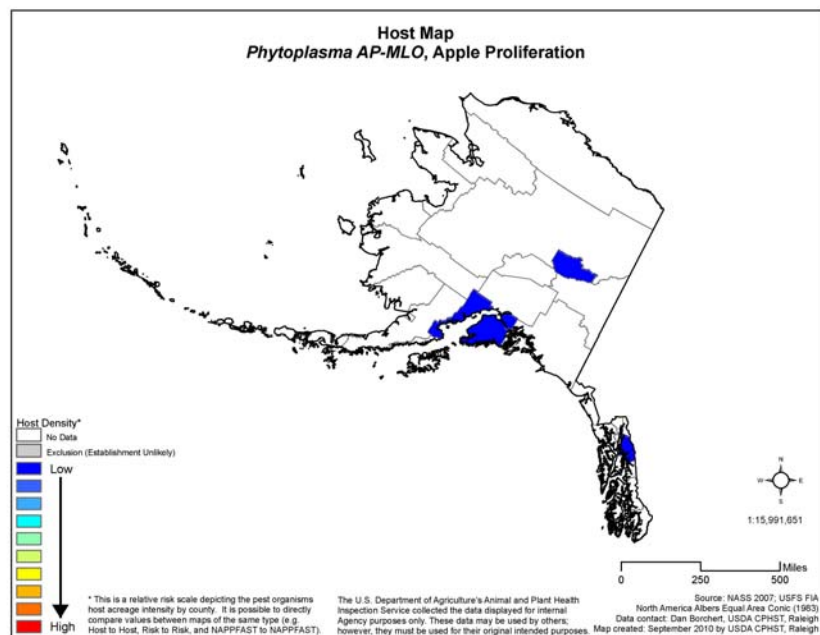 Host Map
Phytoplasma AP-MLO, Apple Proliferation
Host Density*
No Data
Exclusion (Establishment Unlikely)
Low
High
N
W E
S
1:15,991,651
Miles
0 250 500
* This is a relative risk scale depicting the pest organisms
host acreage intensity by county. It is possible to directly
compare values between maps of the same type (e.g.
Host to Host, Risk to Risk, and NAPPFAST to NAPPFAST).
The U.S. Department of Agriculture's Animal and Plant Health
Inspection Service collected the data displayed for internal
Agency purposes only. These data may be used by others;
however, they must be used for their original intended purposes.
Source: NASS 2007; USFS FIA
North America Albers Equal Area Conic (1983)
Data contact: Dan Borchert, USDA CPHST, Raleigh
Map created: September 2010 by USDA CPHST, Raleigh